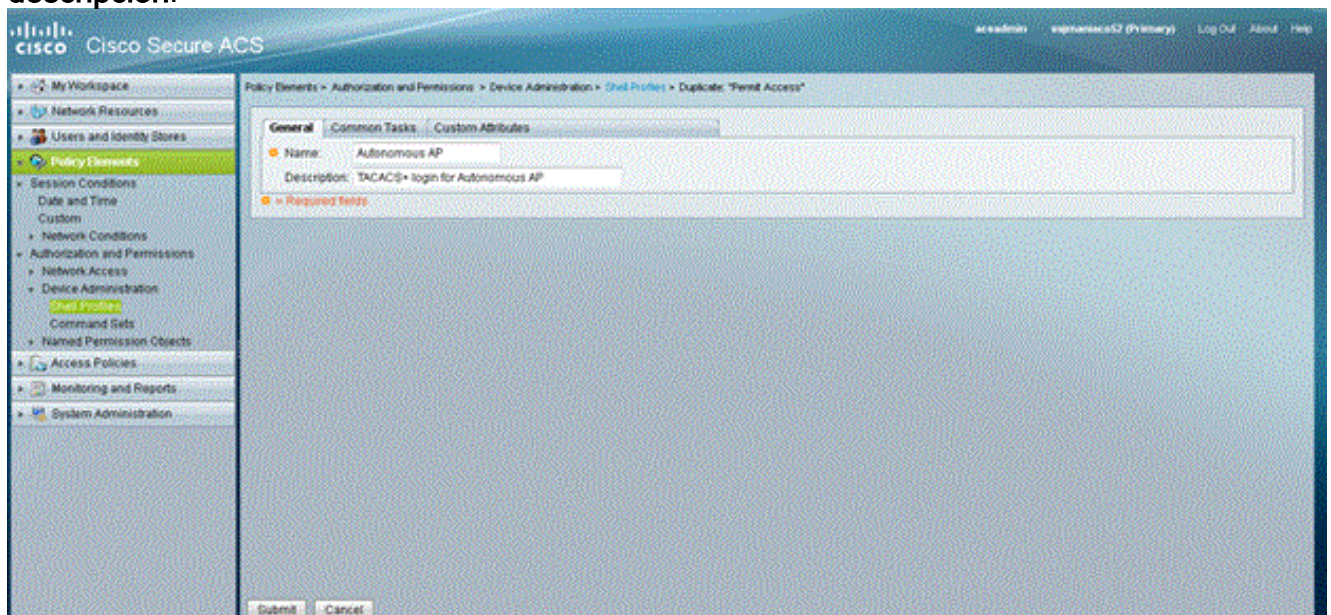 descripción.
cisco Cisco Secure ACS
acsadmin (Primary) Log Out About Help
My Workspace
Network Resources
Users and Identity Stores
Policy Elements
Session Conditions
Date and Time
Custom
Network Conditions
Authorization and Permissions
Network Access
Device Administration
Shell Profiles
Command Sets
Named Permission Objects
Access Policies
Monitoring and Reports
System Administration
Policy Elements > Authorization and Permissions > Device Administration > Shell Profiles > Duplicate: "Permit Access"
General Common Tasks Custom Attributes
Name: Autonomous AP
Description: TACACS+ login for Autonomous AP
= Required fields
Submit Cancel